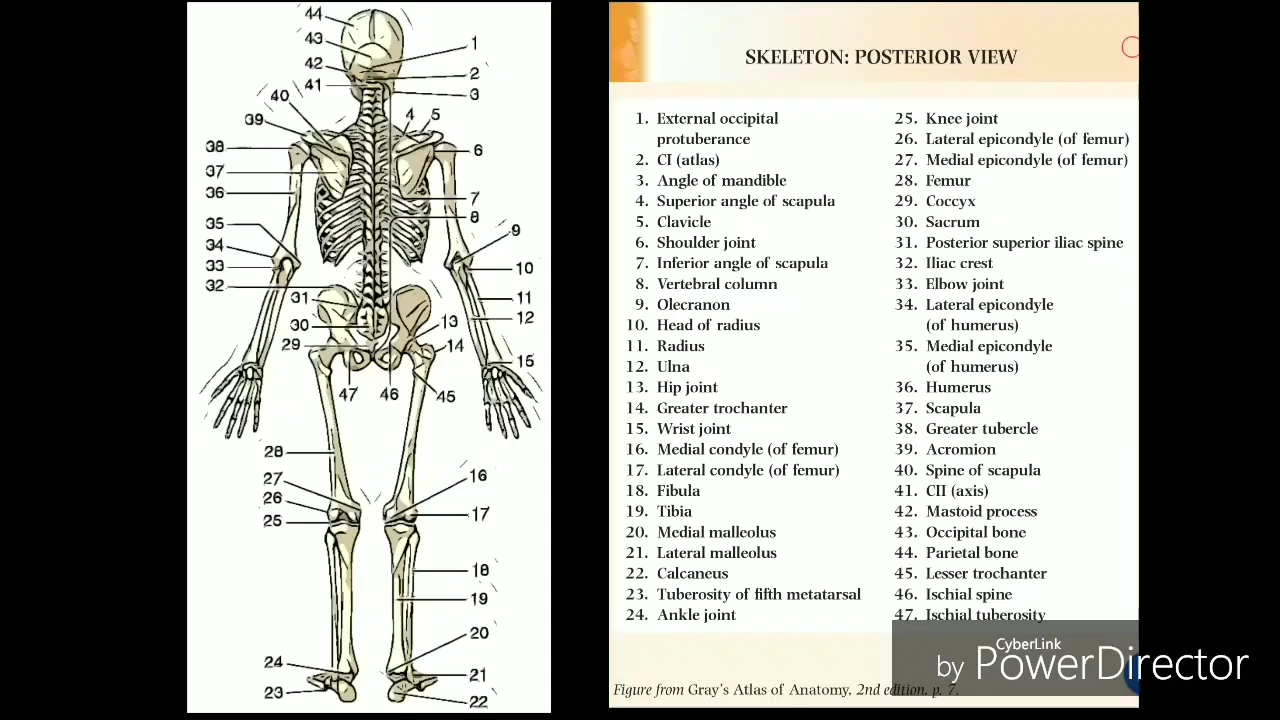 44
43
42
41
40
39
38
37
36
35
34
33
32
31
30
29
1
2
3
4
5
6
7
8
9
10
11
12
13
14
15
47
46
45
28
27
26
25
16
17
18
19
20
21
22
24
23
SKELETON: POSTERIOR VIEW
1. External occipital
protuberance
2. CI (atlas)
3. Angle of mandible
4. Superior angle of scapula
5. Clavicle
6. Shoulder joint
7. Inferior angle of scapula
8. Vertebral column
9. Olecranon
10. Head of radius
11. Radius
12. Ulna
13. Hip joint
14. Greater trochanter
15. Wrist joint
16. Medial condyle (of femur)
17. Lateral condyle (of femur)
18. Fibula
19. Tibia
20. Medial malleolus
21. Lateral malleolus
22. Calcaneus
23. Tuberosity of fifth metatarsal
24. Ankle joint
25. Knee joint
26. Lateral epicondyle (of femur)
27. Medial epicondyle (of femur)
28. Femur
29. Coccyx
30. Sacrum
31. Posterior superior iliac spine
32. Iliac crest
33. Elbow joint
34. Lateral epicondyle
(of humerus)
35. Medial epicondyle
(of humerus)
36. Humerus
37. Scapula
38. Greater tubercle
39. Acromion
40. Spine of scapula
41. CII (axis)
42. Mastoid process
43. Occipital bone
44. Parietal bone
45. Lesser trochanter
46. Ischial spine
47. Ischial tuberosity
CyberLink
by PowerDirector
Figure from Gray's Atlas of Anatomy, 2nd edition. p. 7.